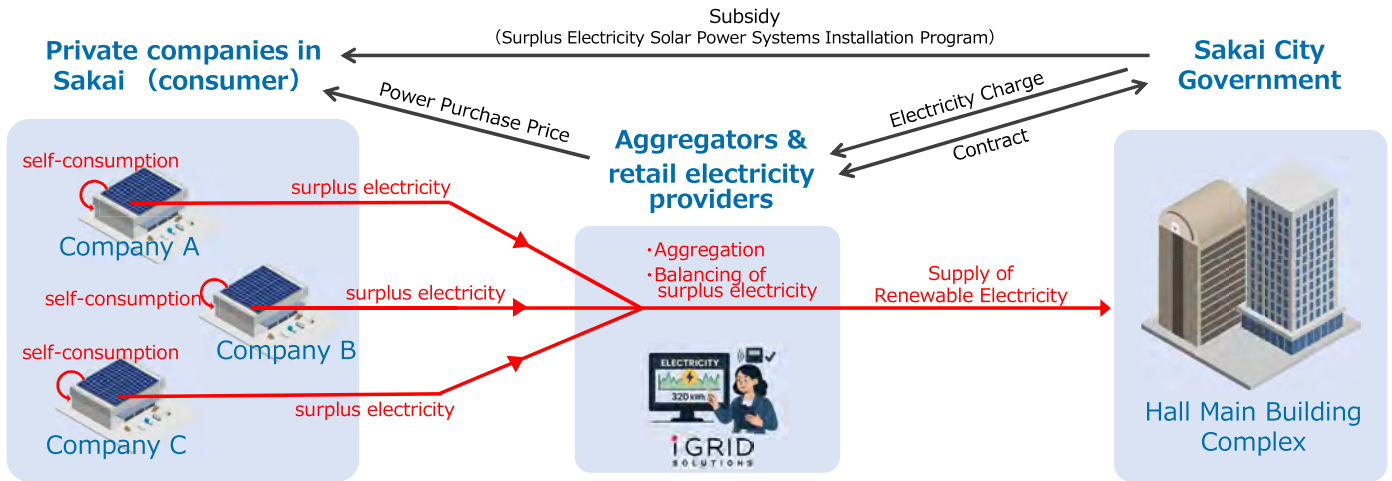 Subsidy
（Surplus Electricity Solar Power Systems Installation Program）
Private companies in
Sakai （consumer）
Sakai City
Government
Power Purchase Price
Electricity Charge
Contract
Aggregators &
retail electricity
providers
self-consumption
surplus electricity
Company A
・Aggregation
・Balancing of
surplus electricity
Supply of
Renewable Electricity
self-consumption
surplus electricity
Company B
self-consumption
surplus electricity
Company C
ELECTRICITY
320 kWh
iGRID
SOLUTIONS
Hall Main Building
Complex